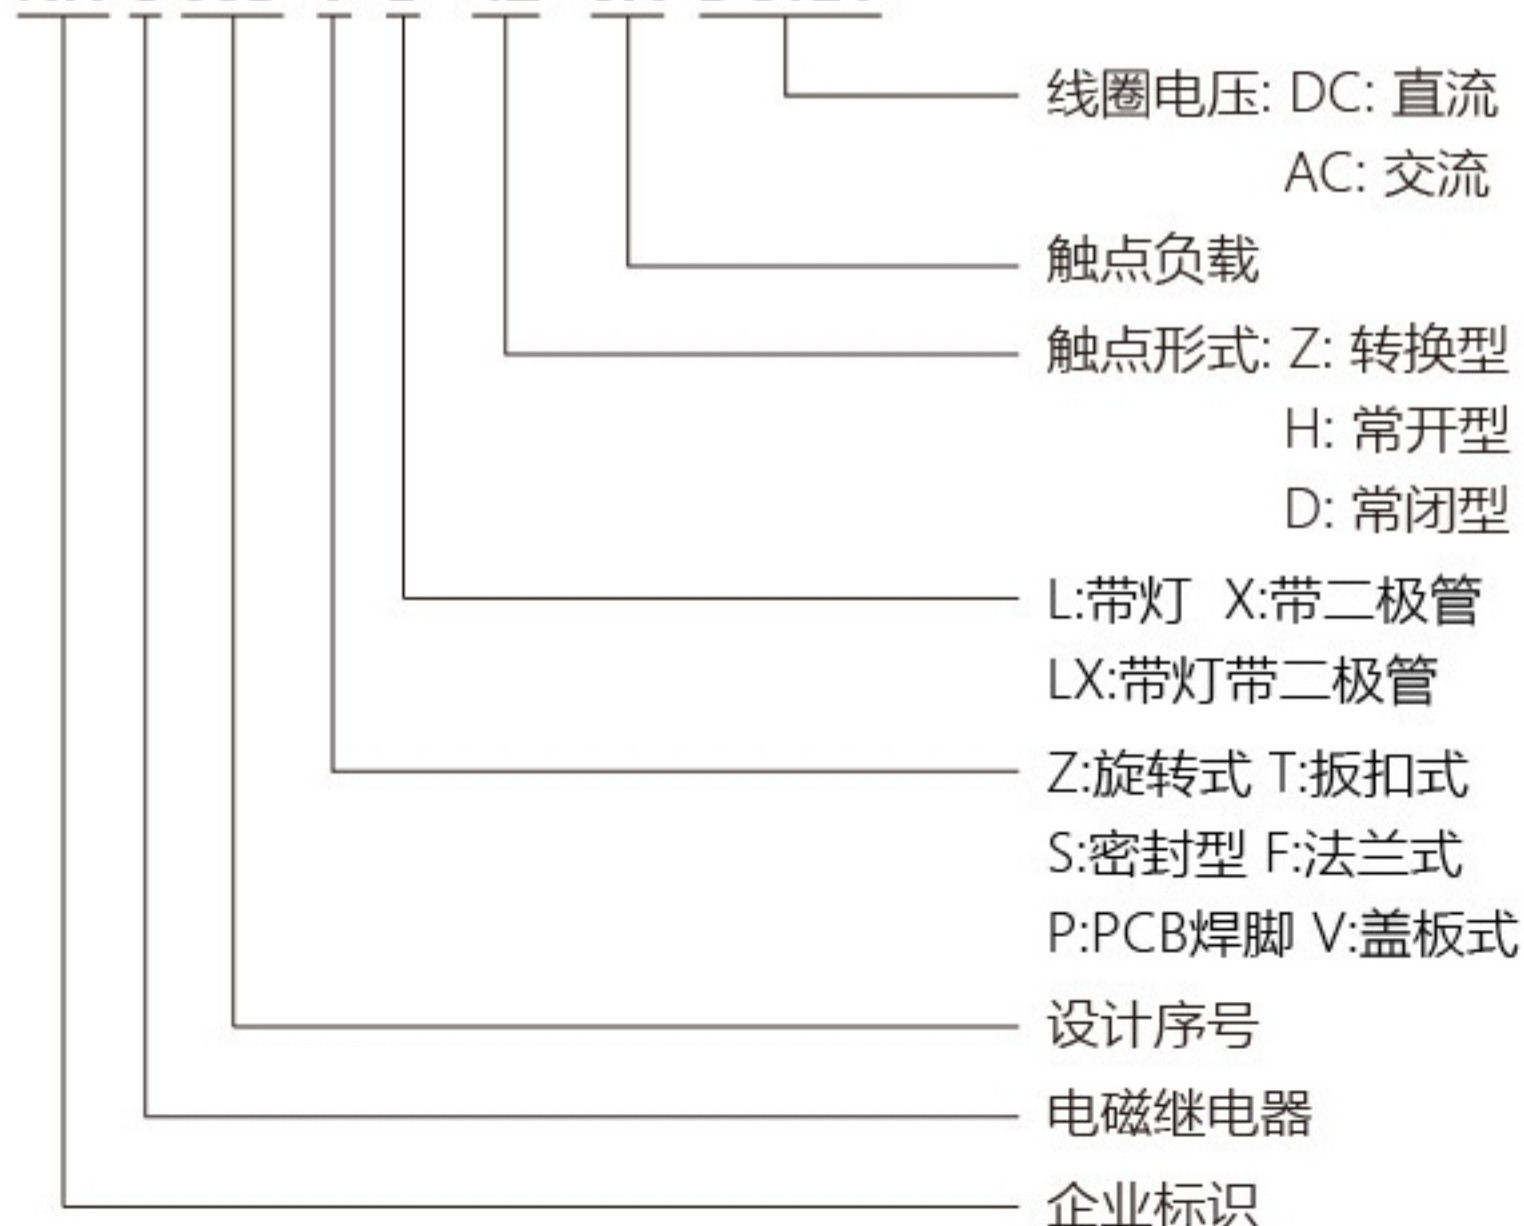 线圈电压: DC: 直流
AC: 交流
触点负载
触点形式: Z: 转换型
H: 常开型
D: 常闭型
L:带灯 X:带二极管
LX:带灯带二极管
Z:旋转式 T:扳扣式
S:密封型 F:法兰式
P:PCB焊脚 V:盖板式
设计序号
电磁继电器
企业标识